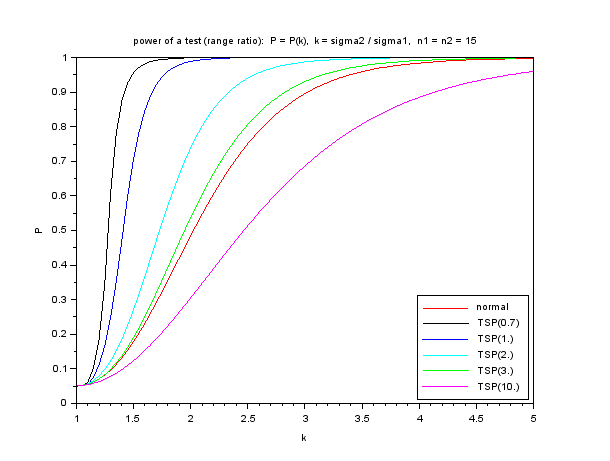 power of a test (range ratio):  P = P(k),  k = sigma2 / sigma1,  n1 = n2 = 15
1
0.9
0.8
0.7
0.6
P
0.5
0.4
0.3
0.2
0.1
0
normal
TSP(0.7)
TSP(1.)
TSP(2.)
TSP(3.)
TSP(10.)
1 1.5 2 2.5 3 3.5 4 4.5 5
k